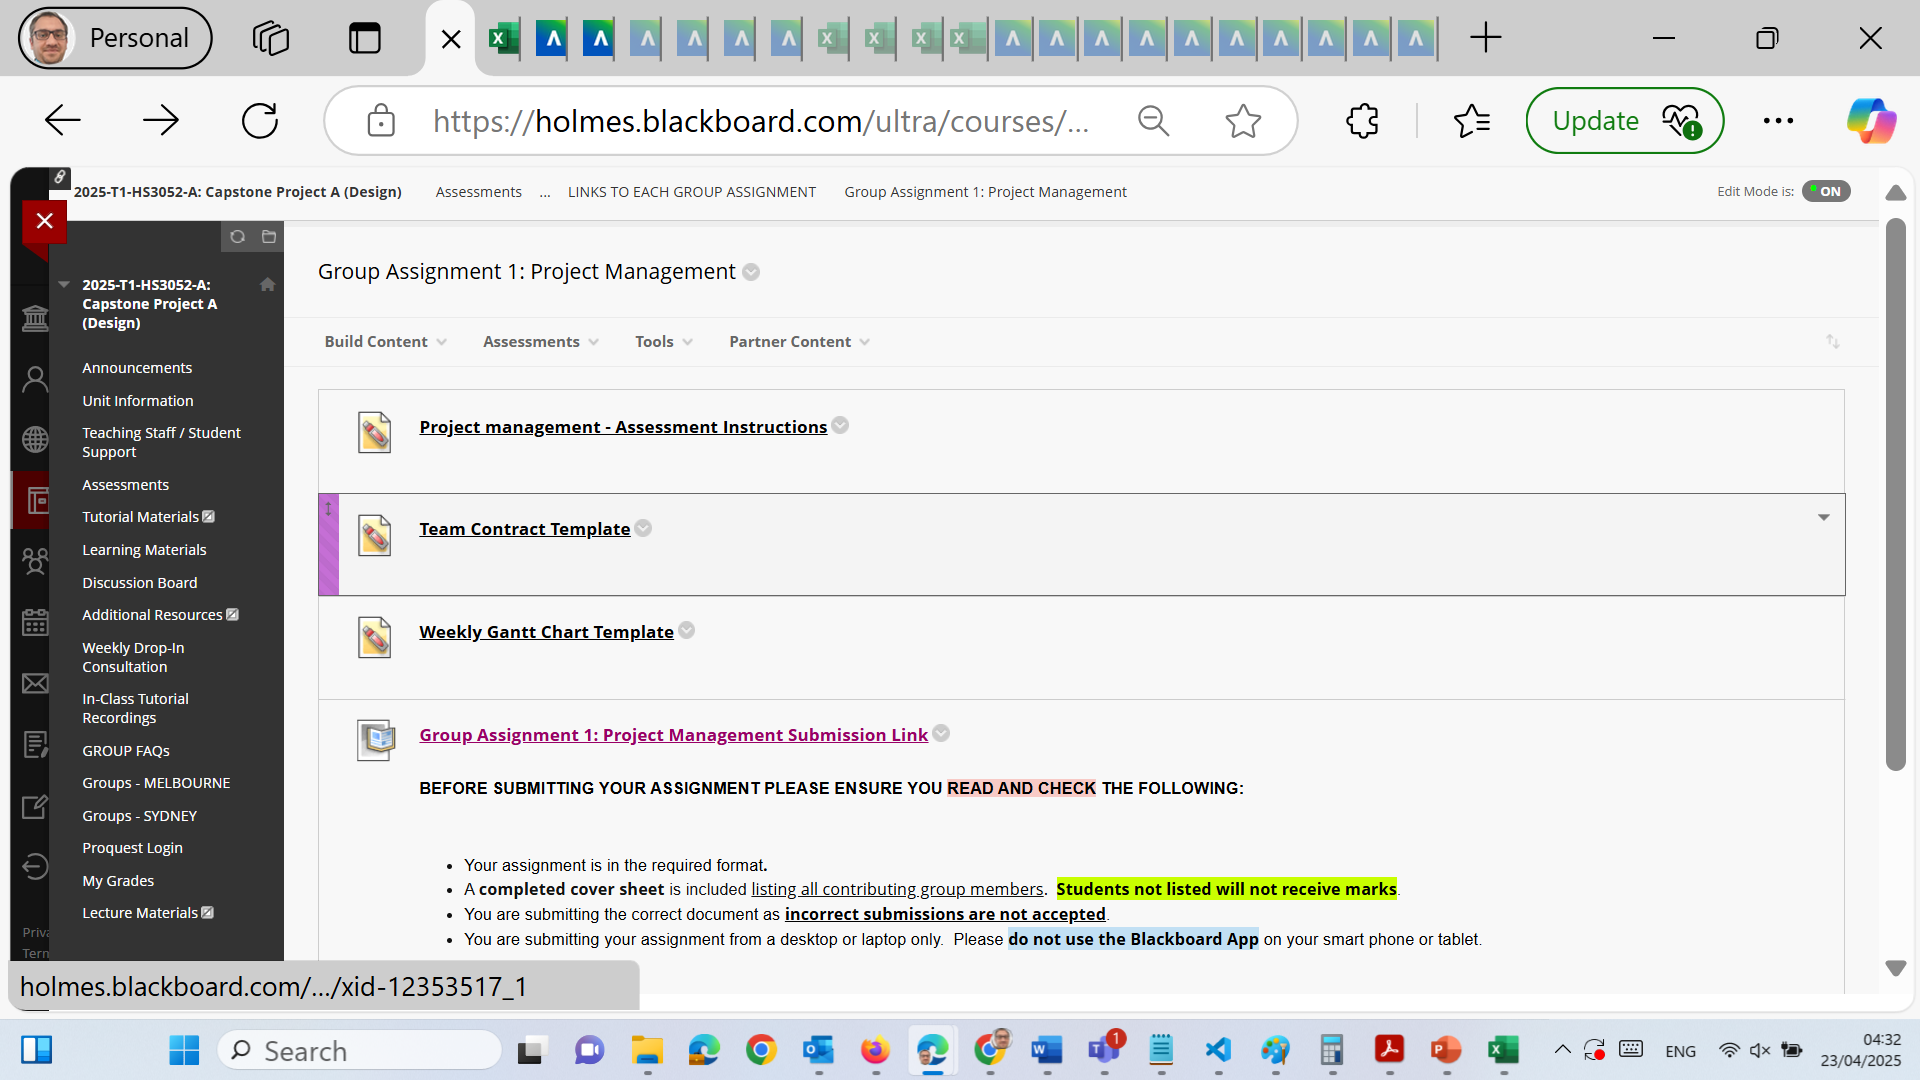 Personal
https://holmes.blackboard.com/ultra/courses/...
Update
2025-T1-HS3052-A: Capstone Project A (Design)
Assessments
...
LINKS TO EACH GROUP ASSIGNMENT
Group Assignment 1: Project Management
Edit Mode is:
ON
2025-T1-HS3052-A:
Capstone Project A
(Design)
Announcements
Unit Information
Teaching Staff / Student
Support
Assessments
Tutorial Materials
Learning Materials
Discussion Board
Additional Resources
Weekly Drop-In
Consultation
In-Class Tutorial
Recordings
GROUP FAQs
Groups - MELBOURNE
Groups - SYDNEY
Proquest Login
My Grades
Lecture Materials
Priva
Term
Group Assignment 1: Project Management
Build Content
Assessments
Tools
Partner Content
Project management - Assessment Instructions
Team Contract Template
Weekly Gantt Chart Template
Group Assignment 1: Project Management Submission Link
BEFORE SUBMITTING YOUR ASSIGNMENT PLEASE ENSURE YOU READ AND CHECK THE FOLLOWING:
• Your assignment is in the required format.
• A completed cover sheet is included listing all contributing group members. Students not listed will not receive marks.
• You are submitting the correct document as incorrect submissions are not accepted.
• You are submitting your assignment from a desktop or laptop only. Please do not use the Blackboard App on your smart phone or tablet.
holmes.blackboard.com/.../xid-12353517_1
Search
1
ENG
04:32
23/04/2025